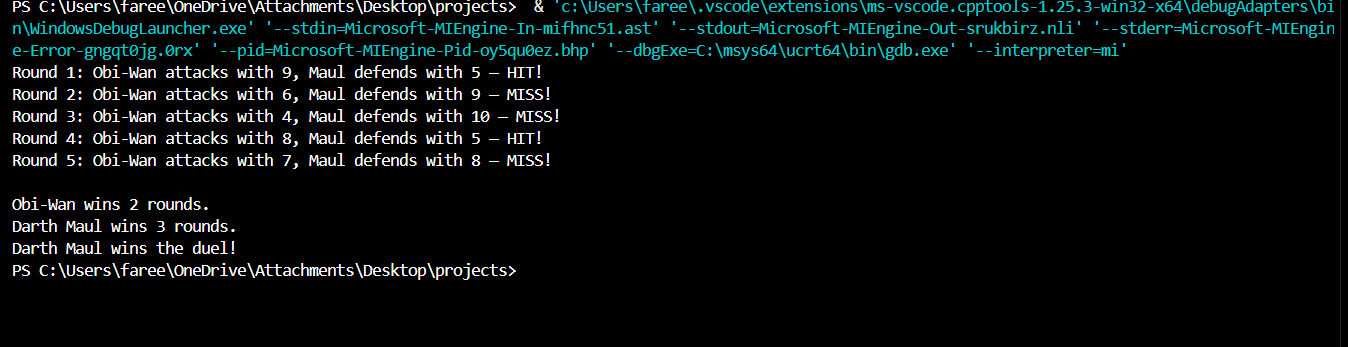 PS C:\Users\faree\OneDrive\Attachments\Desktop\projects>  & 'c:\Users\faree\.vscode\extensions\ms-vscode.cpptools-1.25.3-win32-x64\debugAdapters\bi
n\WindowsDebugLauncher.exe' '--stdin=Microsoft-MIEngine-In-mifhnc51.ast' '--stdout=Microsoft-MIEngine-Out-srukbirz.nli' '--stderr=Microsoft-MIEngin
e-Error-gngqt0jg.0rx' '--pid=Microsoft-MIEngine-Pid-oy5qu0ez.bhp' '--dbgExe=C:\msys64\ucrt64\bin\gdb.exe' '--interpreter=mi'
Round 1: Obi-Wan attacks with 9, Maul defends with 5 — HIT!
Round 2: Obi-Wan attacks with 6, Maul defends with 9 — MISS!
Round 3: Obi-Wan attacks with 4, Maul defends with 10 — MISS!
Round 4: Obi-Wan attacks with 8, Maul defends with 5 — HIT!
Round 5: Obi-Wan attacks with 7, Maul defends with 8 — MISS!

Obi-Wan wins 2 rounds.
Darth Maul wins 3 rounds.
Darth Maul wins the duel!
PS C:\Users\faree\OneDrive\Attachments\Desktop\projects>